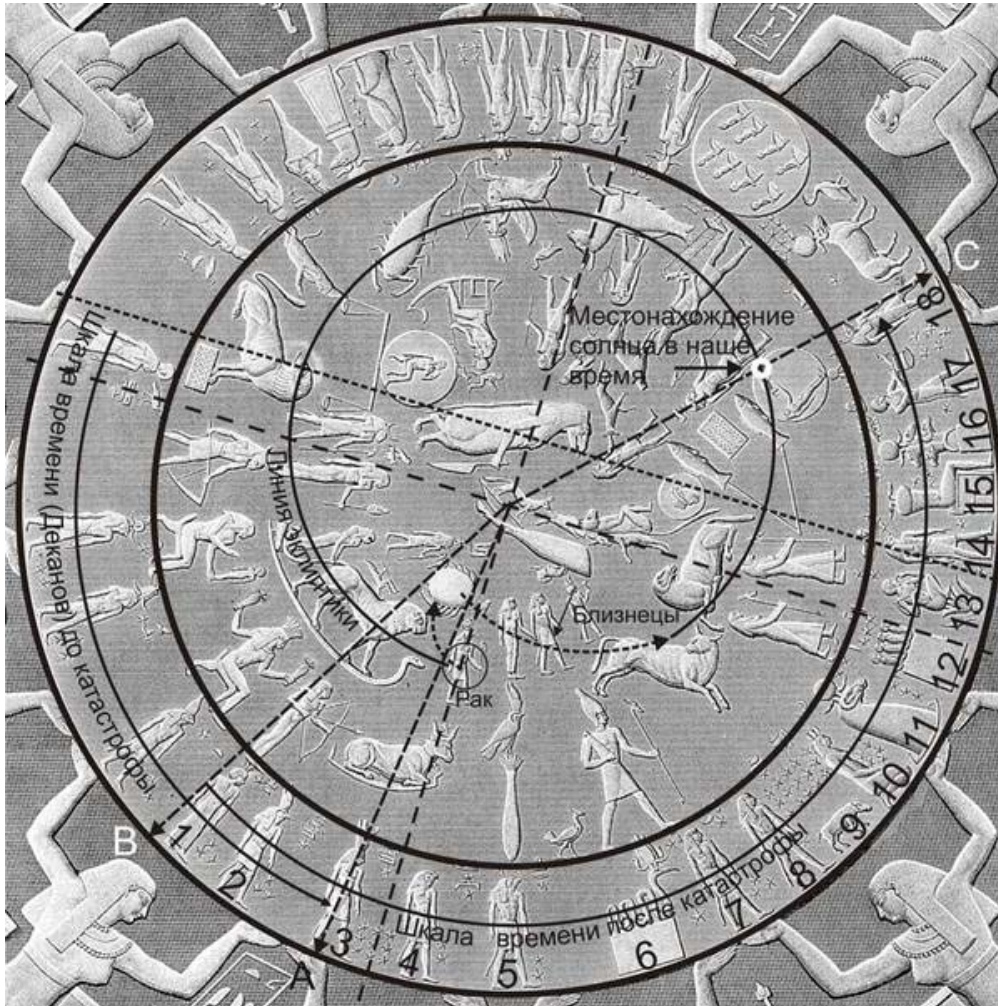 C
Местонахождение
солнца в наше
время
Шкала времени (Деканов) до катастрофы.
Линия эклиптики
Близнецы
Рак
B
A
Шкала времени после катастрофы
1
2
3
4
5
6
7
8
9
10
11
12
13
14
15
16
17
18